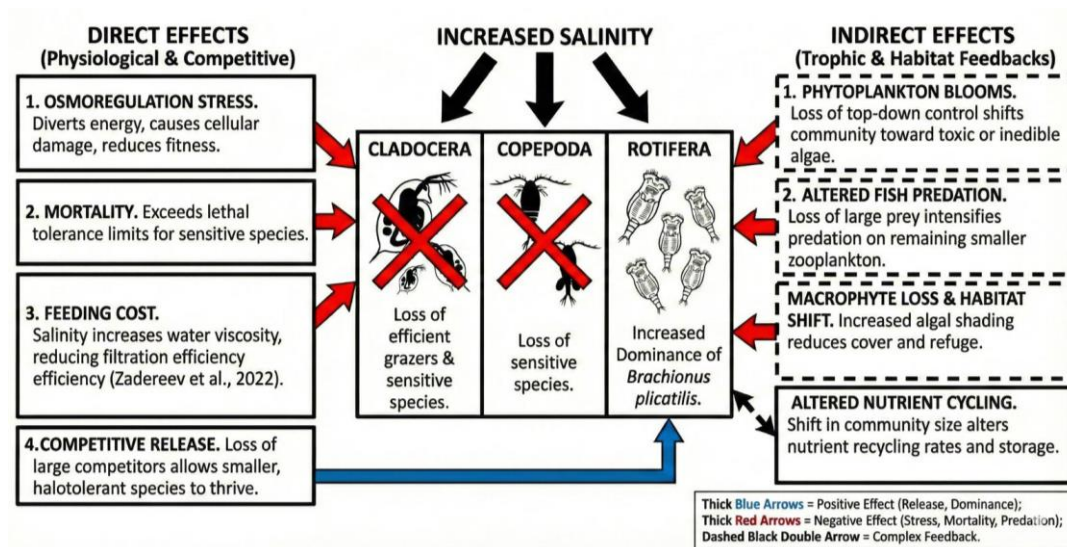 DIRECT EFFECTS
(Physiological & Competitive)
1. OSMOREGULATION STRESS.
Diverts energy, causes cellular
damage, reduces fitness.
2. MORTALITY. Exceeds lethal
tolerance limits for sensitive species.
3. FEEDING COST.
Salinity increases water viscosity,
reducing filtration efficiency
efficiency (Zadereev et al., 2022).
4.COMPETITIVE RELEASE. Loss of
large competitors allows smaller,
halotolerant species to thrive.
INCREASED SALINITY
CLADOCERA
Loss of
efficient
grazers &
sensitive
species.
COPEPODA
Loss of
sensitive
species.
ROTIFERA
Increased
Dominance of
Brachionus
plicatilis.
INDIRECT EFFECTS
(Trophic & Habitat Feedbacks)
1. PHYTOPLANKTON BLOOMS.
Loss of top-down control shifts
community toward toxic or inedible
algae.
2. ALTERED FISH PREDATION.
Loss of large prey intensifies
predation on remaining smaller
zooplankton.
MACROPHYTE LOSS & HABITAT
SHIFT. Increased algal shading
reduces cover and refuge.
ALTERED NUTRIENT CYCLING.
Shift in community size alters
nutrient recycling rates and storage.
Thick Blue Arrows = Positive Effect (Release, Dominance);
Thick Red Arrows = Negative Effect (Stress, Mortality, Predation);
Dashed Black Double Arrow = Complex Feedback.